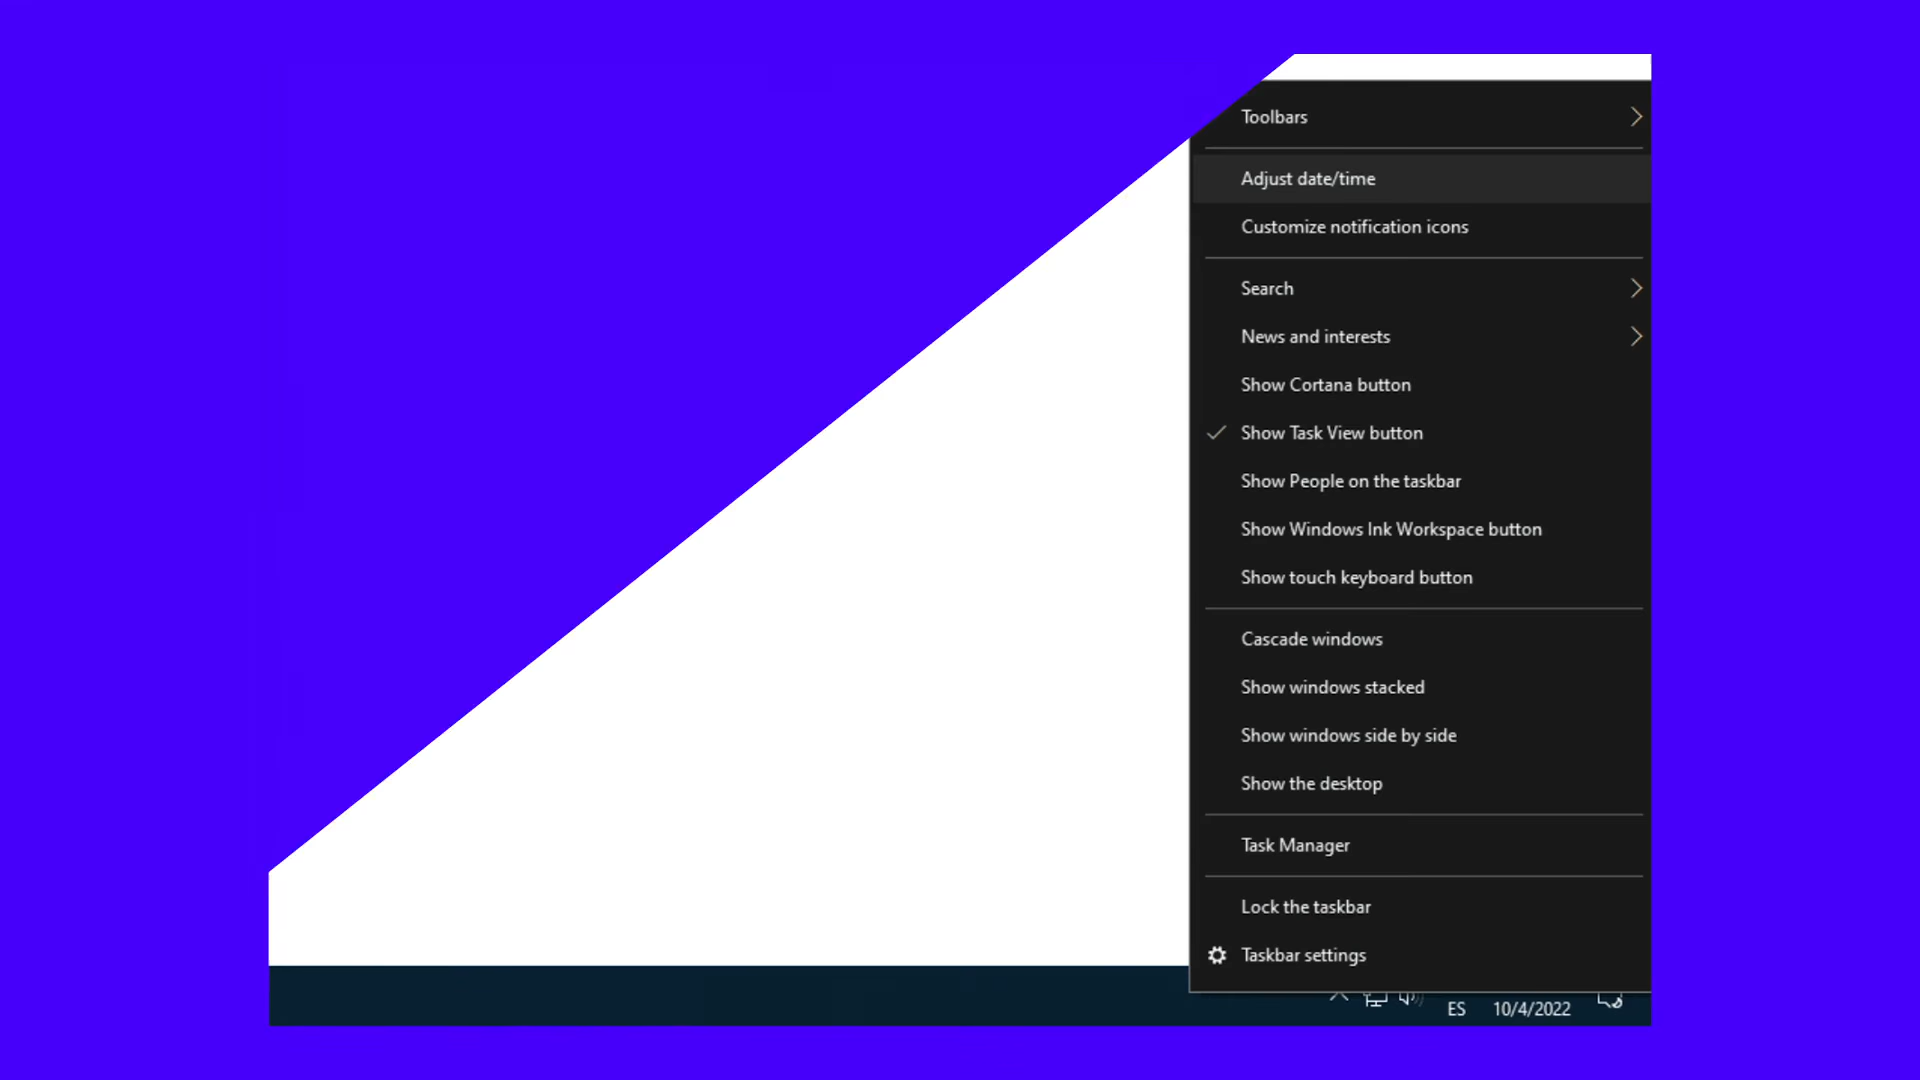 Toolbars
Adjust date/time
Customize notification icons
Search
News and interests
Show Cortana button
Show Task View button
Show People on the taskbar
Show Windows Ink Workspace button
Show touch keyboard button
Cascade windows
Show windows stacked
Show windows side by side
Show the desktop
Task Manager
Lock the taskbar
Taskbar settings
ES 10/4/2022